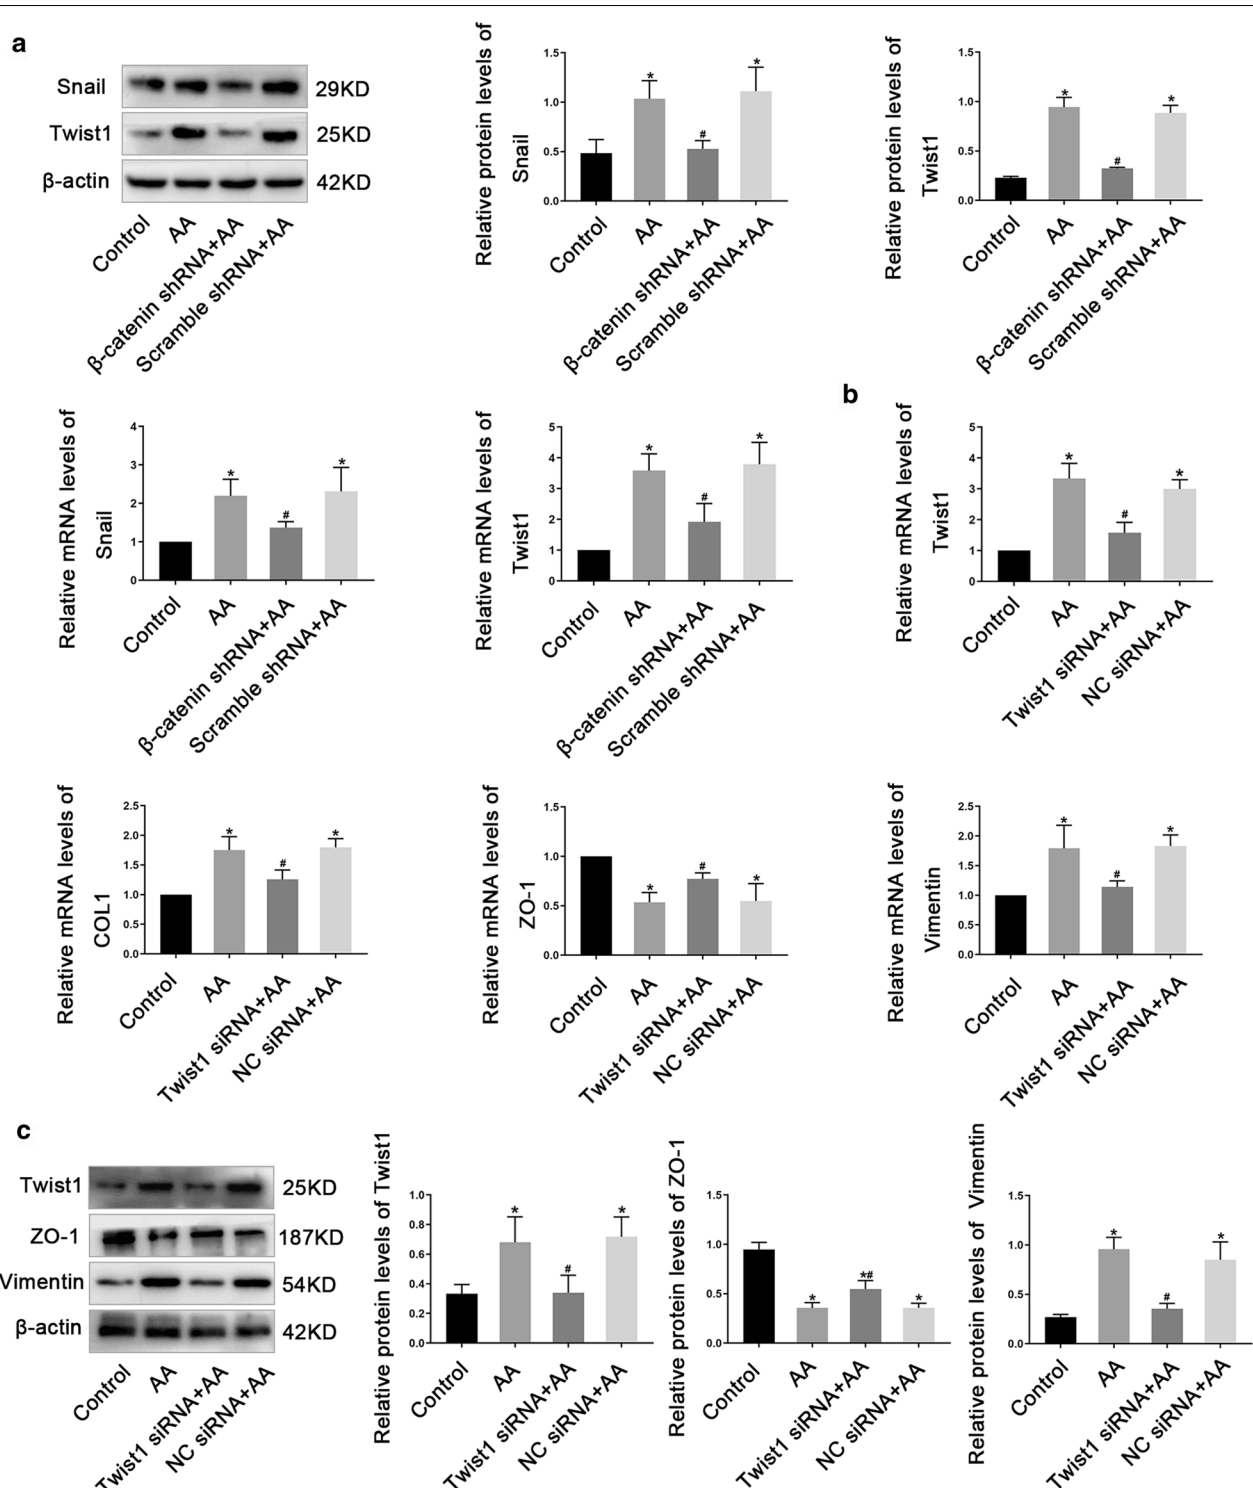 a
Snail
29KD
Twist1
25KD
β-actin
42KD
Control
AA
β-catenin shRNA+AA
Scramble shRNA+AA
Relative protein levels of
Snail
1.5
1.0
0.5
0.0
*
#
*
Control
AA
β-catenin shRNA+AA
Scramble shRNA+AA
Relative protein levels of
Twist1
1.5
1.0
0.5
0.0
*
#
*
Control
AA
β-catenin shRNA+AA
Scramble shRNA+AA
Relative mRNA levels of
Snail
4
3
2
1
0
*
#
*
Control
AA
β-catenin shRNA+AA
Scramble shRNA+AA
Relative mRNA levels of
Twist1
5
4
3
2
1
0
*
#
*
Control
AA
β-catenin shRNA+AA
Scramble shRNA+AA
b
Relative mRNA levels of
Twist1
5
4
3
2
1
0
*
#
*
Control
AA
Twist1 siRNA+AA
NC siRNA+AA
Relative mRNA levels of
COL1
2.5
2.0
1.5
1.0
0.5
0.0
*
#
*
Control
AA
Twist1 siRNA+AA
NC siRNA+AA
Relative mRNA levels of
ZO-1
1.5
1.0
0.5
0.0
*
#
*
Control
AA
Twist1 siRNA+AA
NC siRNA+AA
Relative mRNA levels of
Vimentin
2.5
2.0
1.5
1.0
0.5
0.0
*
#
*
Control
AA
Twist1 siRNA+AA
NC siRNA+AA
c
Twist1
25KD
ZO-1
187KD
Vimentin
54KD
β-actin
42KD
Control
AA
Twist1 siRNA+AA
NC siRNA+AA
Relative protein levels of Twist1
1.0
0.8
0.6
0.4
0.2
0.0
*
#
*
Control
AA
Twist1 siRNA+AA
NC siRNA+AA
Relative protein levels of ZO-1
1.5
1.0
0.5
0.0
*
*#
*
Control
AA
Twist1 siRNA+AA
NC siRNA+AA
Relative protein levels of Vimentin
1.5
1.0
0.5
0.0
*
#
*
Control
AA
Twist1 siRNA+AA
NC siRNA+AA